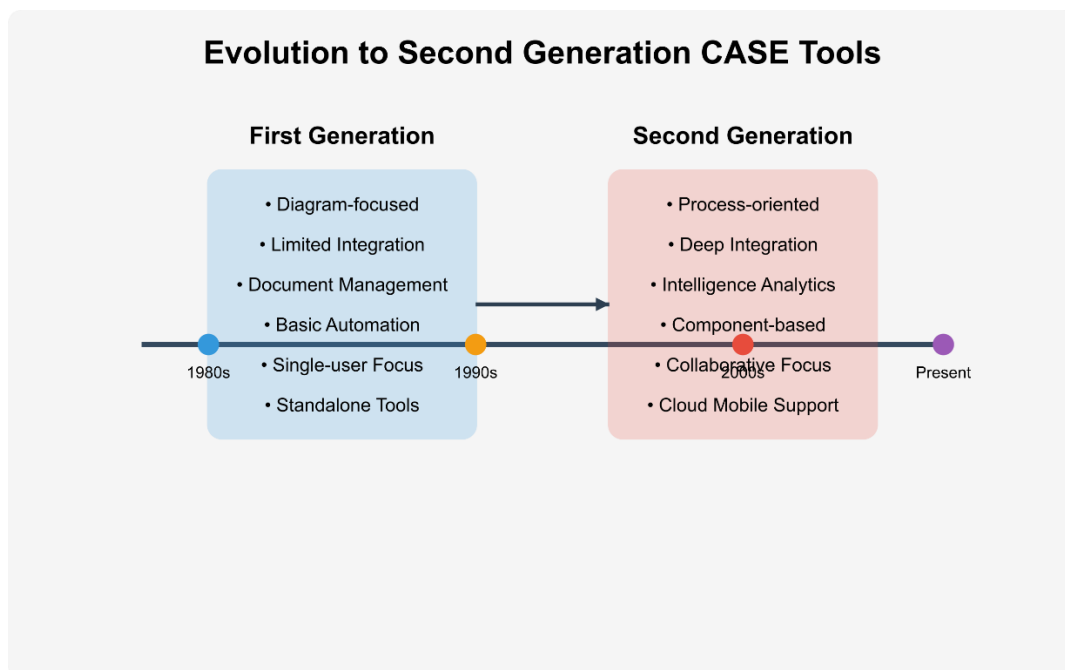 Evolution to Second Generation CASE Tools
First Generation
• Diagram-focused
• Limited Integration
• Document Management
• Basic Automation
• Single-user Focus
• Standalone Tools
Second Generation
• Process-oriented
• Deep Integration
• Intelligence Analytics
• Component-based
• Collaborative Focus
• Cloud Mobile Support
1980s
1990s
2000s
Present